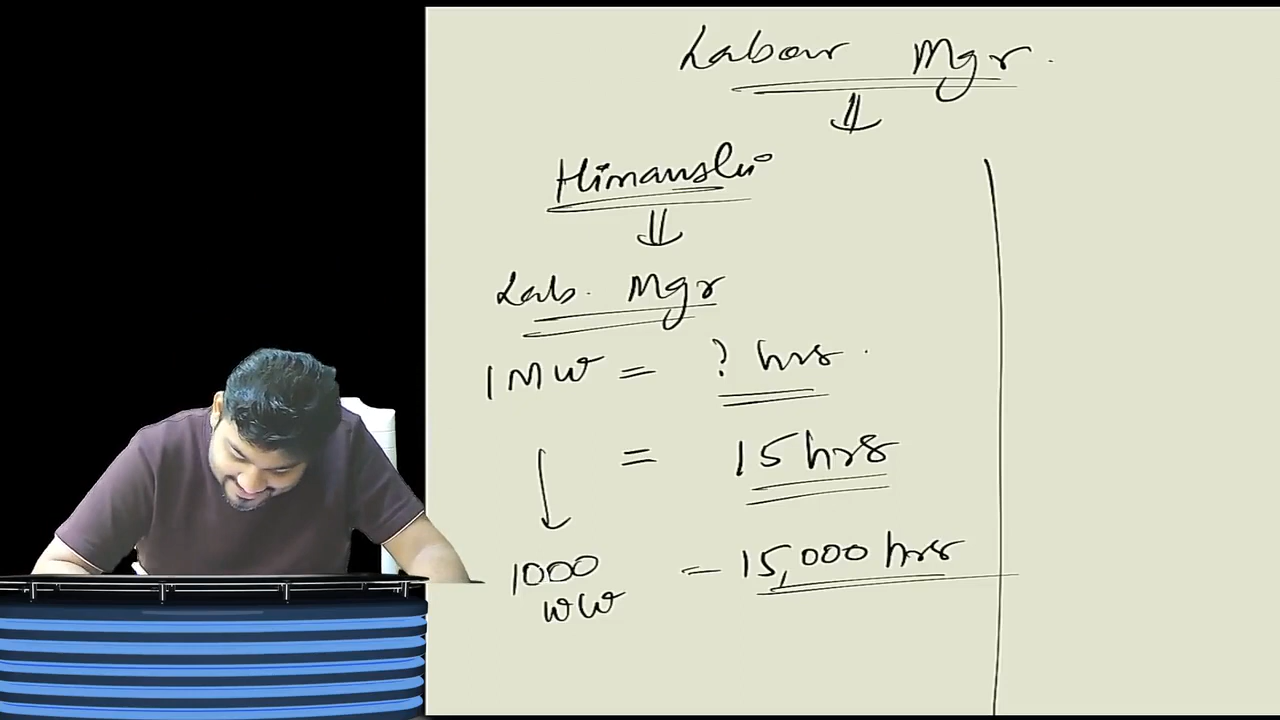 Labour Mgr.
Himanshu
Lab. Mgr
1 MW = ? hrs.
= 15 hrs
1000 = 15,000 hrs
WW